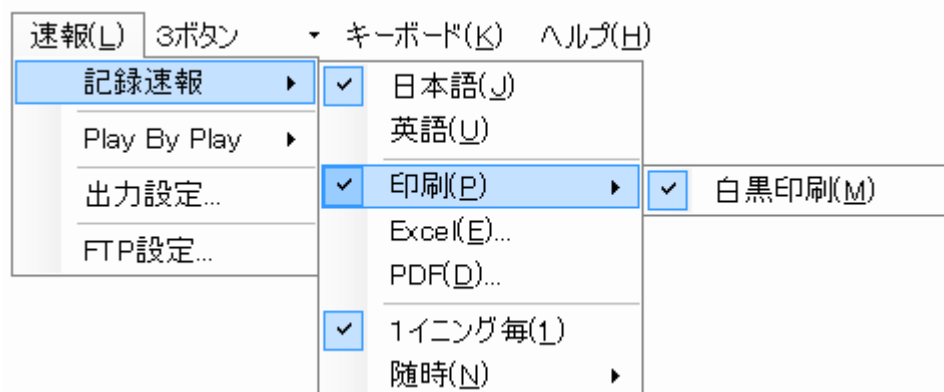 速報(L) 3ボタン キーボード(K) ヘルプ(H)
記録速報 日本語(J)
英語(U)
Play By Play
出力設定... 印刷(P) 白黒印刷(M)
Excel(E)...
FTP設定...
PDF(D)...
1イニング毎(1)
随時(N)